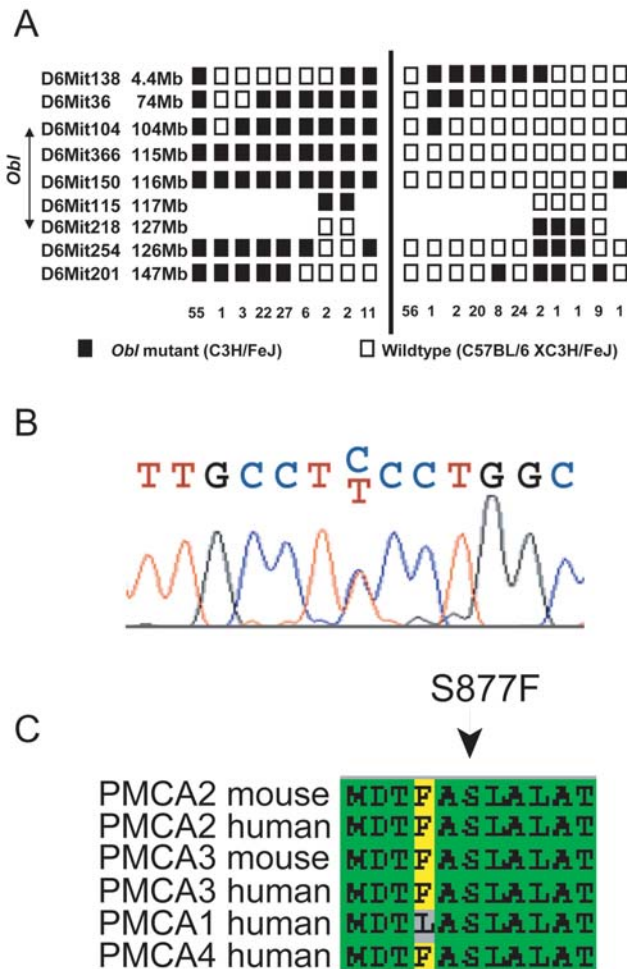 A
D6Mit138 4.4Mb
D6Mit36 74Mb
D6Mit104 104Mb
D6Mit366 115Mb
D6Mit150 116Mb
D6Mit115 117Mb
D6Mit218 127Mb
D6Mit254 126Mb
D6Mit201 147Mb
Obl
55 1 3 22 27 6 2 2 11 56 1 2 20 8 24 2 1 1 9 1
Obl mutant (C3H/FeJ) Wildtype (C57BL/6 XC3H/FeJ)
B
C
T T G C C T T C C T G G C
S877F
C
PMCA2 mouse MDTFASLALAT
PMCA2 human MDTFASLALAT
PMCA3 mouse MDTFASLALAT
PMCA3 human MDTFASLALAT
PMCA1 human MDTLASLALAT
PMCA4 human MDTFASLALAT